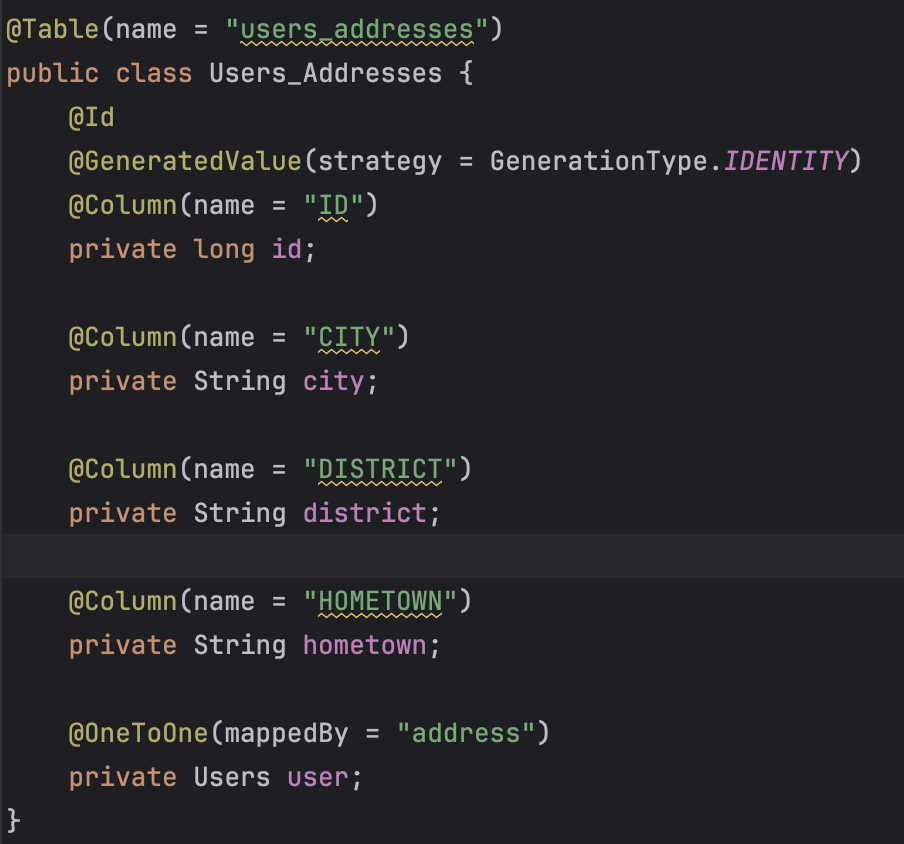 @Table(name = "users_addresses")
public class Users_Addresses {
    @Id
    @GeneratedValue(strategy = GenerationType.IDENTITY)
    @Column(name = "ID")
    private long id;

    @Column(name = "CITY")
    private String city;

    @Column(name = "DISTRICT")
    private String district;

    @Column(name = "HOMETOWN")
    private String hometown;

    @OneToOne(mappedBy = "address")
    private Users user;
}